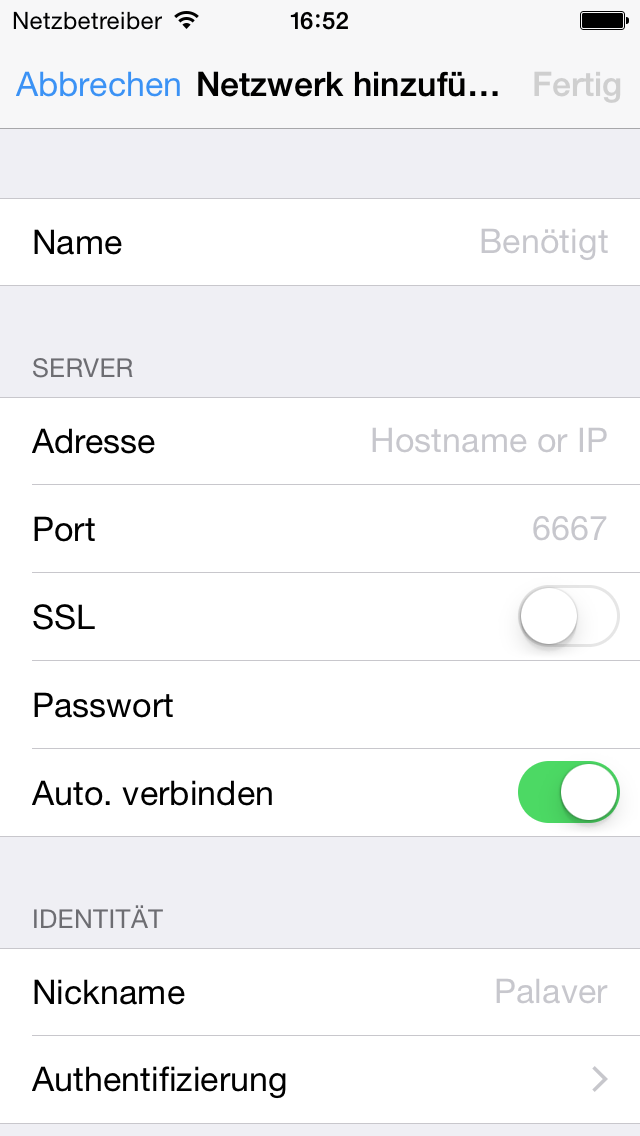 Netzbetreiber 16:52
Abbrechen Netzwerk hinzufü... Fertig
Name Benötigt
SERVER
Adresse Hostname or IP
Port 6667
SSL
Passwort
Auto. verbinden
IDENTITÄT
Nickname Palaver
Authentifizierung